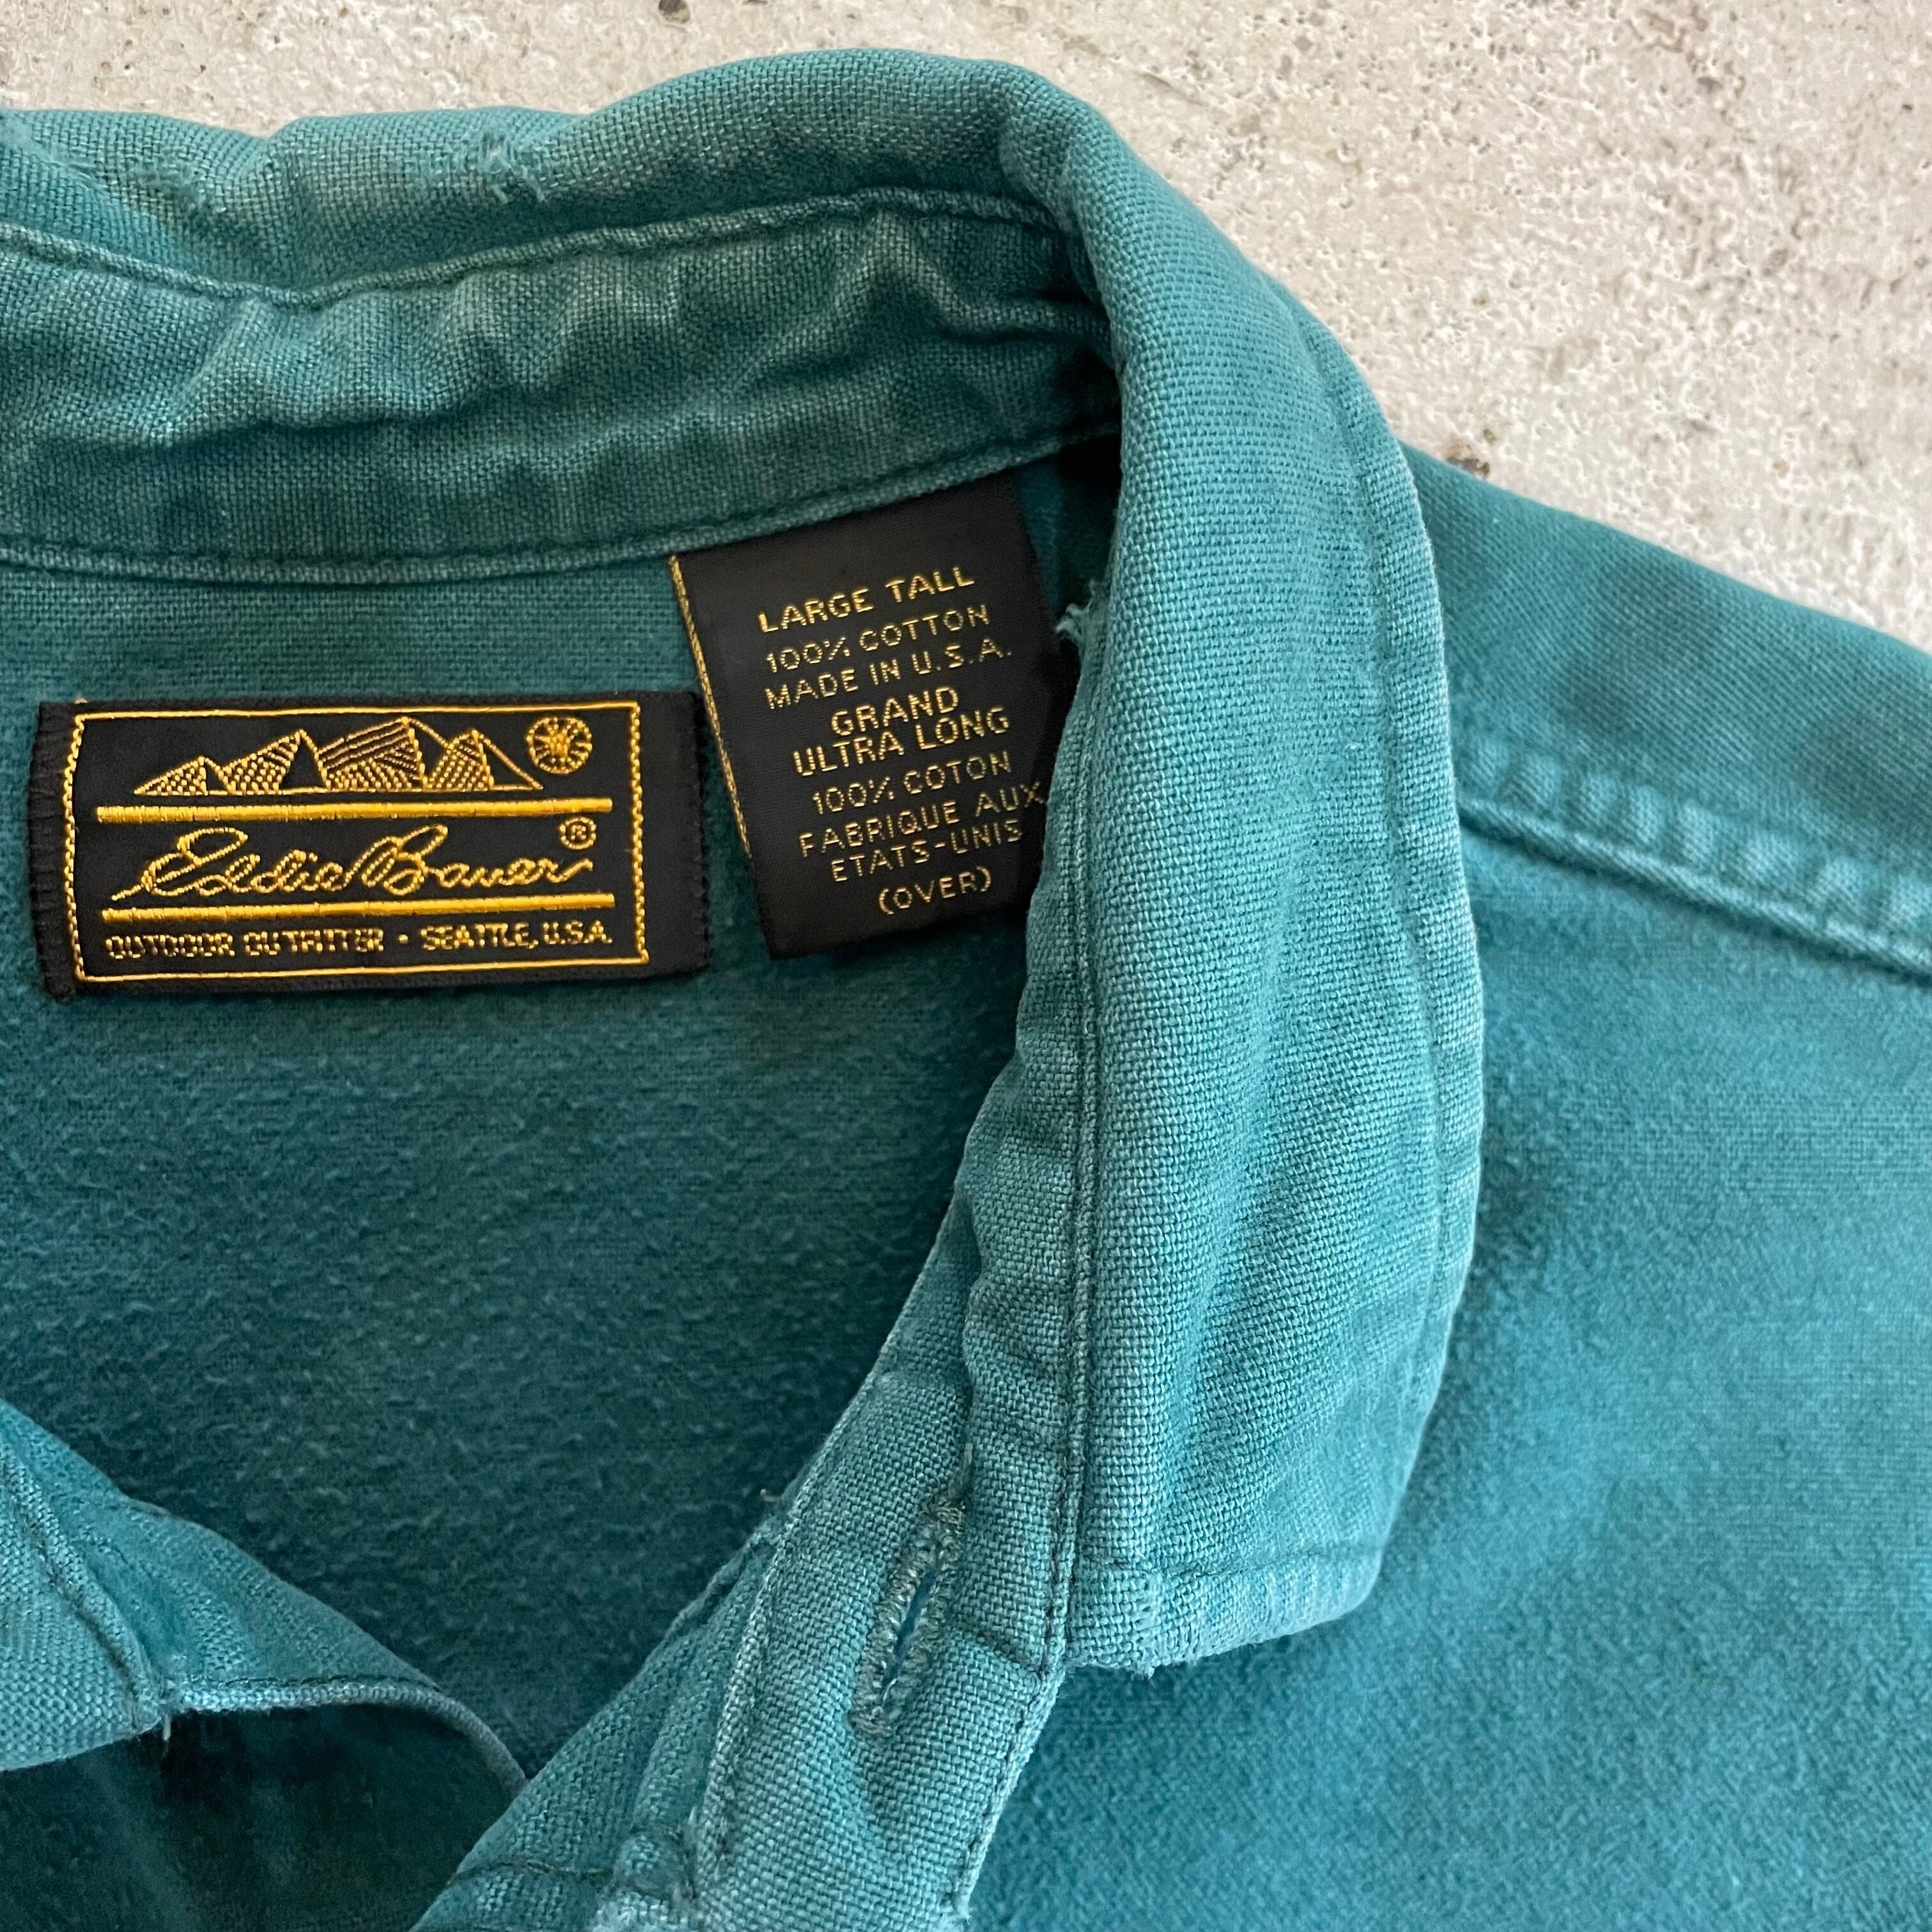 Eddie Bauer®
OUTDOOR OUTFITTER • SEATTLE, U.S.A.
LARGE TALL
100% COTTON
MADE IN U.S.A.
GRAND
ULTRA LONG
100% COTON
FABRIQUE AUX
ETATS-UNIS
(OVER)